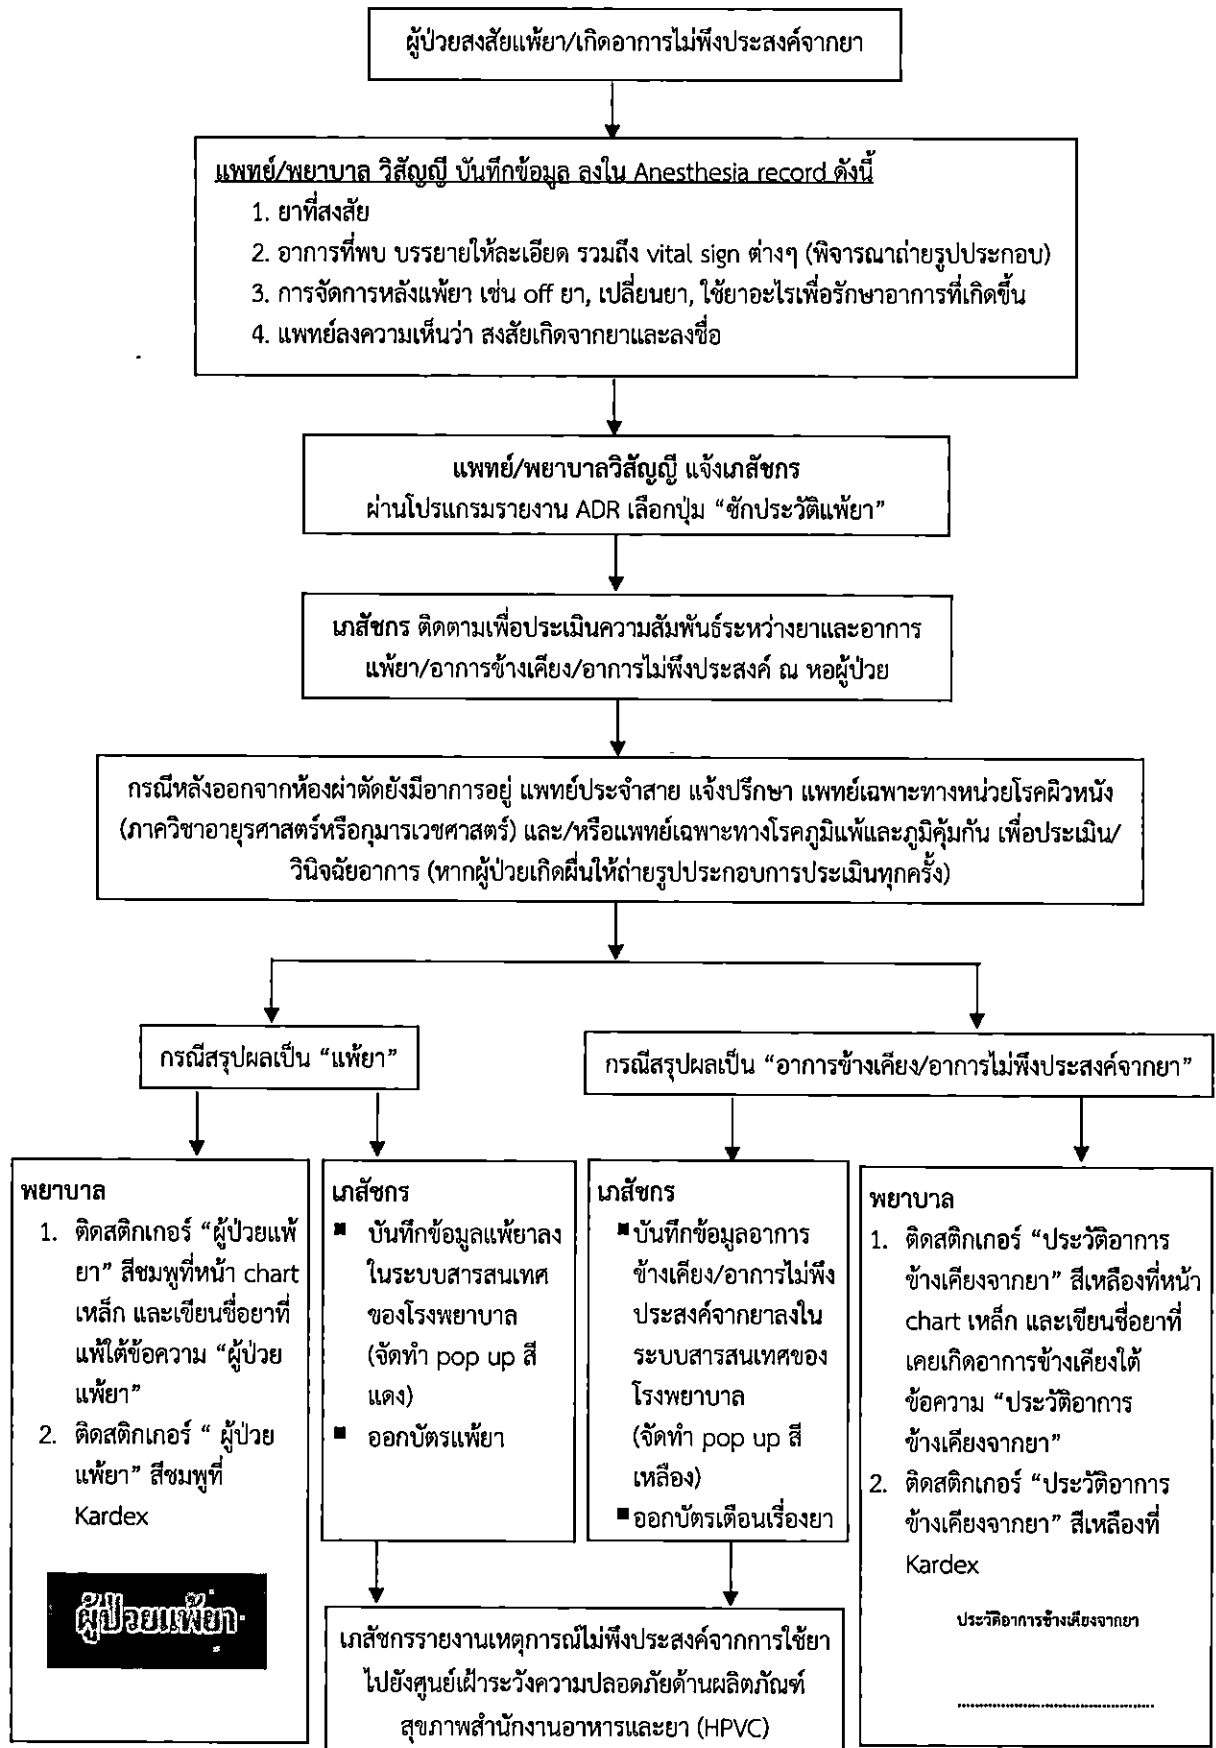 ผู้ป่วยสงสัยแพ้ยา/เกิดอาการไม่พึงประสงค์จากยา
แพทย์/พยาบาล วิสัญญี บันทึกข้อมูล ลงใน Anesthesia record ดังนี้
1. ยาที่สงสัย
2. อาการที่พบ บรรยายให้ละเอียด รวมถึง vital sign ต่างๆ (พิจารณาถ่ายรูปประกอบ)
3. การจัดการหลังแพ้ยา เช่น off ยา, เปลี่ยนยา, ใช้ยาอะไรเพื่อรักษาอาการที่เกิดขึ้น
4. แพทย์ลงความเห็นว่า สงสัยเกิดจากยาและลงชื่อ
แพทย์/พยาบาลวิสัญญี แจ้งเภสัชกร
ผ่านโปรแกรมรายงาน ADR เลือกปุ่ม “ซักประวัติแพ้ยา”
เภสัชกร ติดตามเพื่อประเมินความสัมพันธ์ระหว่างยาและอาการ
แพ้ยา/อาการข้างเคียง/อาการไม่พึงประสงค์ ณ หอผู้ป่วย
กรณีหลังออกจากห้องผ่าตัดยังมีอาการอยู่ แพทย์ประจำสาย แจ้งปรึกษา แพทย์เฉพาะทางหน่วยโรคผิวหนัง
(ภาควิชาอายุรศาสตร์หรือกุมารเวชศาสตร์) และ/หรือแพทย์เฉพาะทางโรคภูมิแพ้และภูมิคุ้มกัน เพื่อประเมิน/
วินิจฉัยอาการ (หากผู้ป่วยเกิดผื่นให้ถ่ายรูปประกอบการประเมินทุกครั้ง)
กรณีสรุปผลเป็น “แพ้ยา”
กรณีสรุปผลเป็น “อาการข้างเคียง/อาการไม่พึงประสงค์จากยา”
พยาบาล
1. ติดสติกเกอร์ “ผู้ป่วยแพ้
ยา” สีชมพูที่หน้า chart
เหล็ก และเขียนชื่อยาที่
แพ้ใต้ข้อความ “ผู้ป่วย
แพ้ยา”
2. ติดสติกเกอร์ “ ผู้ป่วย
แพ้ยา” สีชมพูที่
Kardex
ผู้ป่วยแพ้ยา
เภสัชกร
■ บันทึกข้อมูลแพ้ยาลง
ในระบบสารสนเทศ
ของโรงพยาบาล
(จัดทำ pop up สี
แดง)
■ ออกบัตรแพ้ยา
เภสัชกร
■ บันทึกข้อมูลอาการ
ข้างเคียง/อาการไม่พึง
ประสงค์จากยาลงใน
ระบบสารสนเทศของ
โรงพยาบาล
(จัดทำ pop up สี
เหลือง)
■ ออกบัตรเตือนเรื่องยา
พยาบาล
1. ติดสติกเกอร์ “ประวัติอาการ
ข้างเคียงจากยา” สีเหลืองที่หน้า
chart เหล็ก และเขียนชื่อยาที่
เคยเกิดอาการข้างเคียงใต้
ข้อความ “ประวัติอาการ
ข้างเคียงจากยา”
2. ติดสติกเกอร์ “ประวัติอาการ
ข้างเคียงจากยา” สีเหลืองที่
Kardex
ประวัติอาการข้างเคียงจากยา
เภสัชกรรายงานเหตุการณ์ไม่พึงประสงค์จากการใช้ยา
ไปยังศูนย์เฝ้าระวังความปลอดภัยด้านผลิตภัณฑ์
สุขภาพสำนักงานอาหารและยา (HPVC)